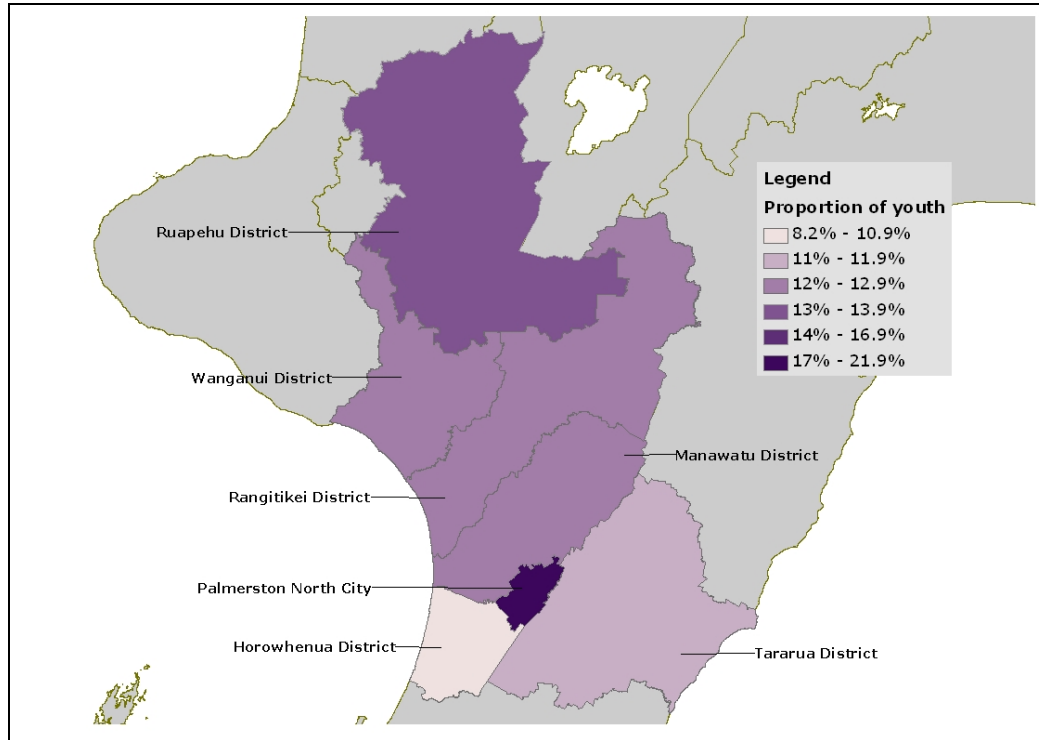 Legend
Proportion of youth
8.2% - 10.9%
11% - 11.9%
12% - 12.9%
13% - 13.9%
14% - 16.9%
17% - 21.9%
Ruapehu District
Wanganui District
Manawatu District
Rangitikei District
Palmerston North City
Horowhenua District
Tararua District